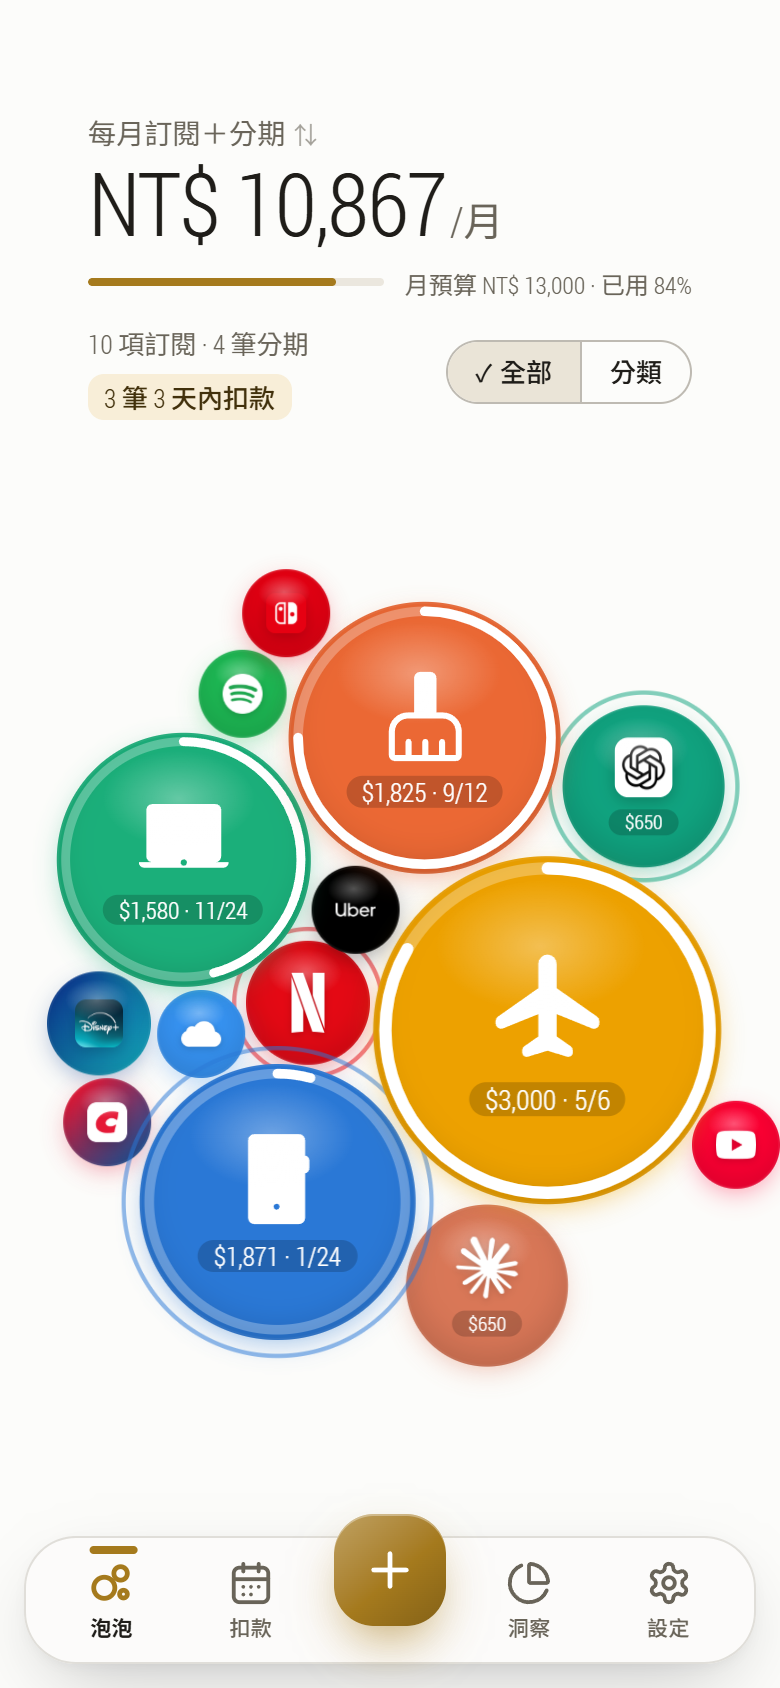 每月訂閱＋分期 ⇅
NT$ 10,867/月
月預算 NT$ 13,000 · 已用 84%
10 項訂閱 · 4 筆分期
✓ 全部
分類
3 筆 3 天內扣款
$1,825 · 9/12
$650
$1,580 · 11/24
Uber
N
Disney+
$3,000 · 5/6
C
$1,871 · 1/24
$650
泡泡
扣款
+
洞察
設定